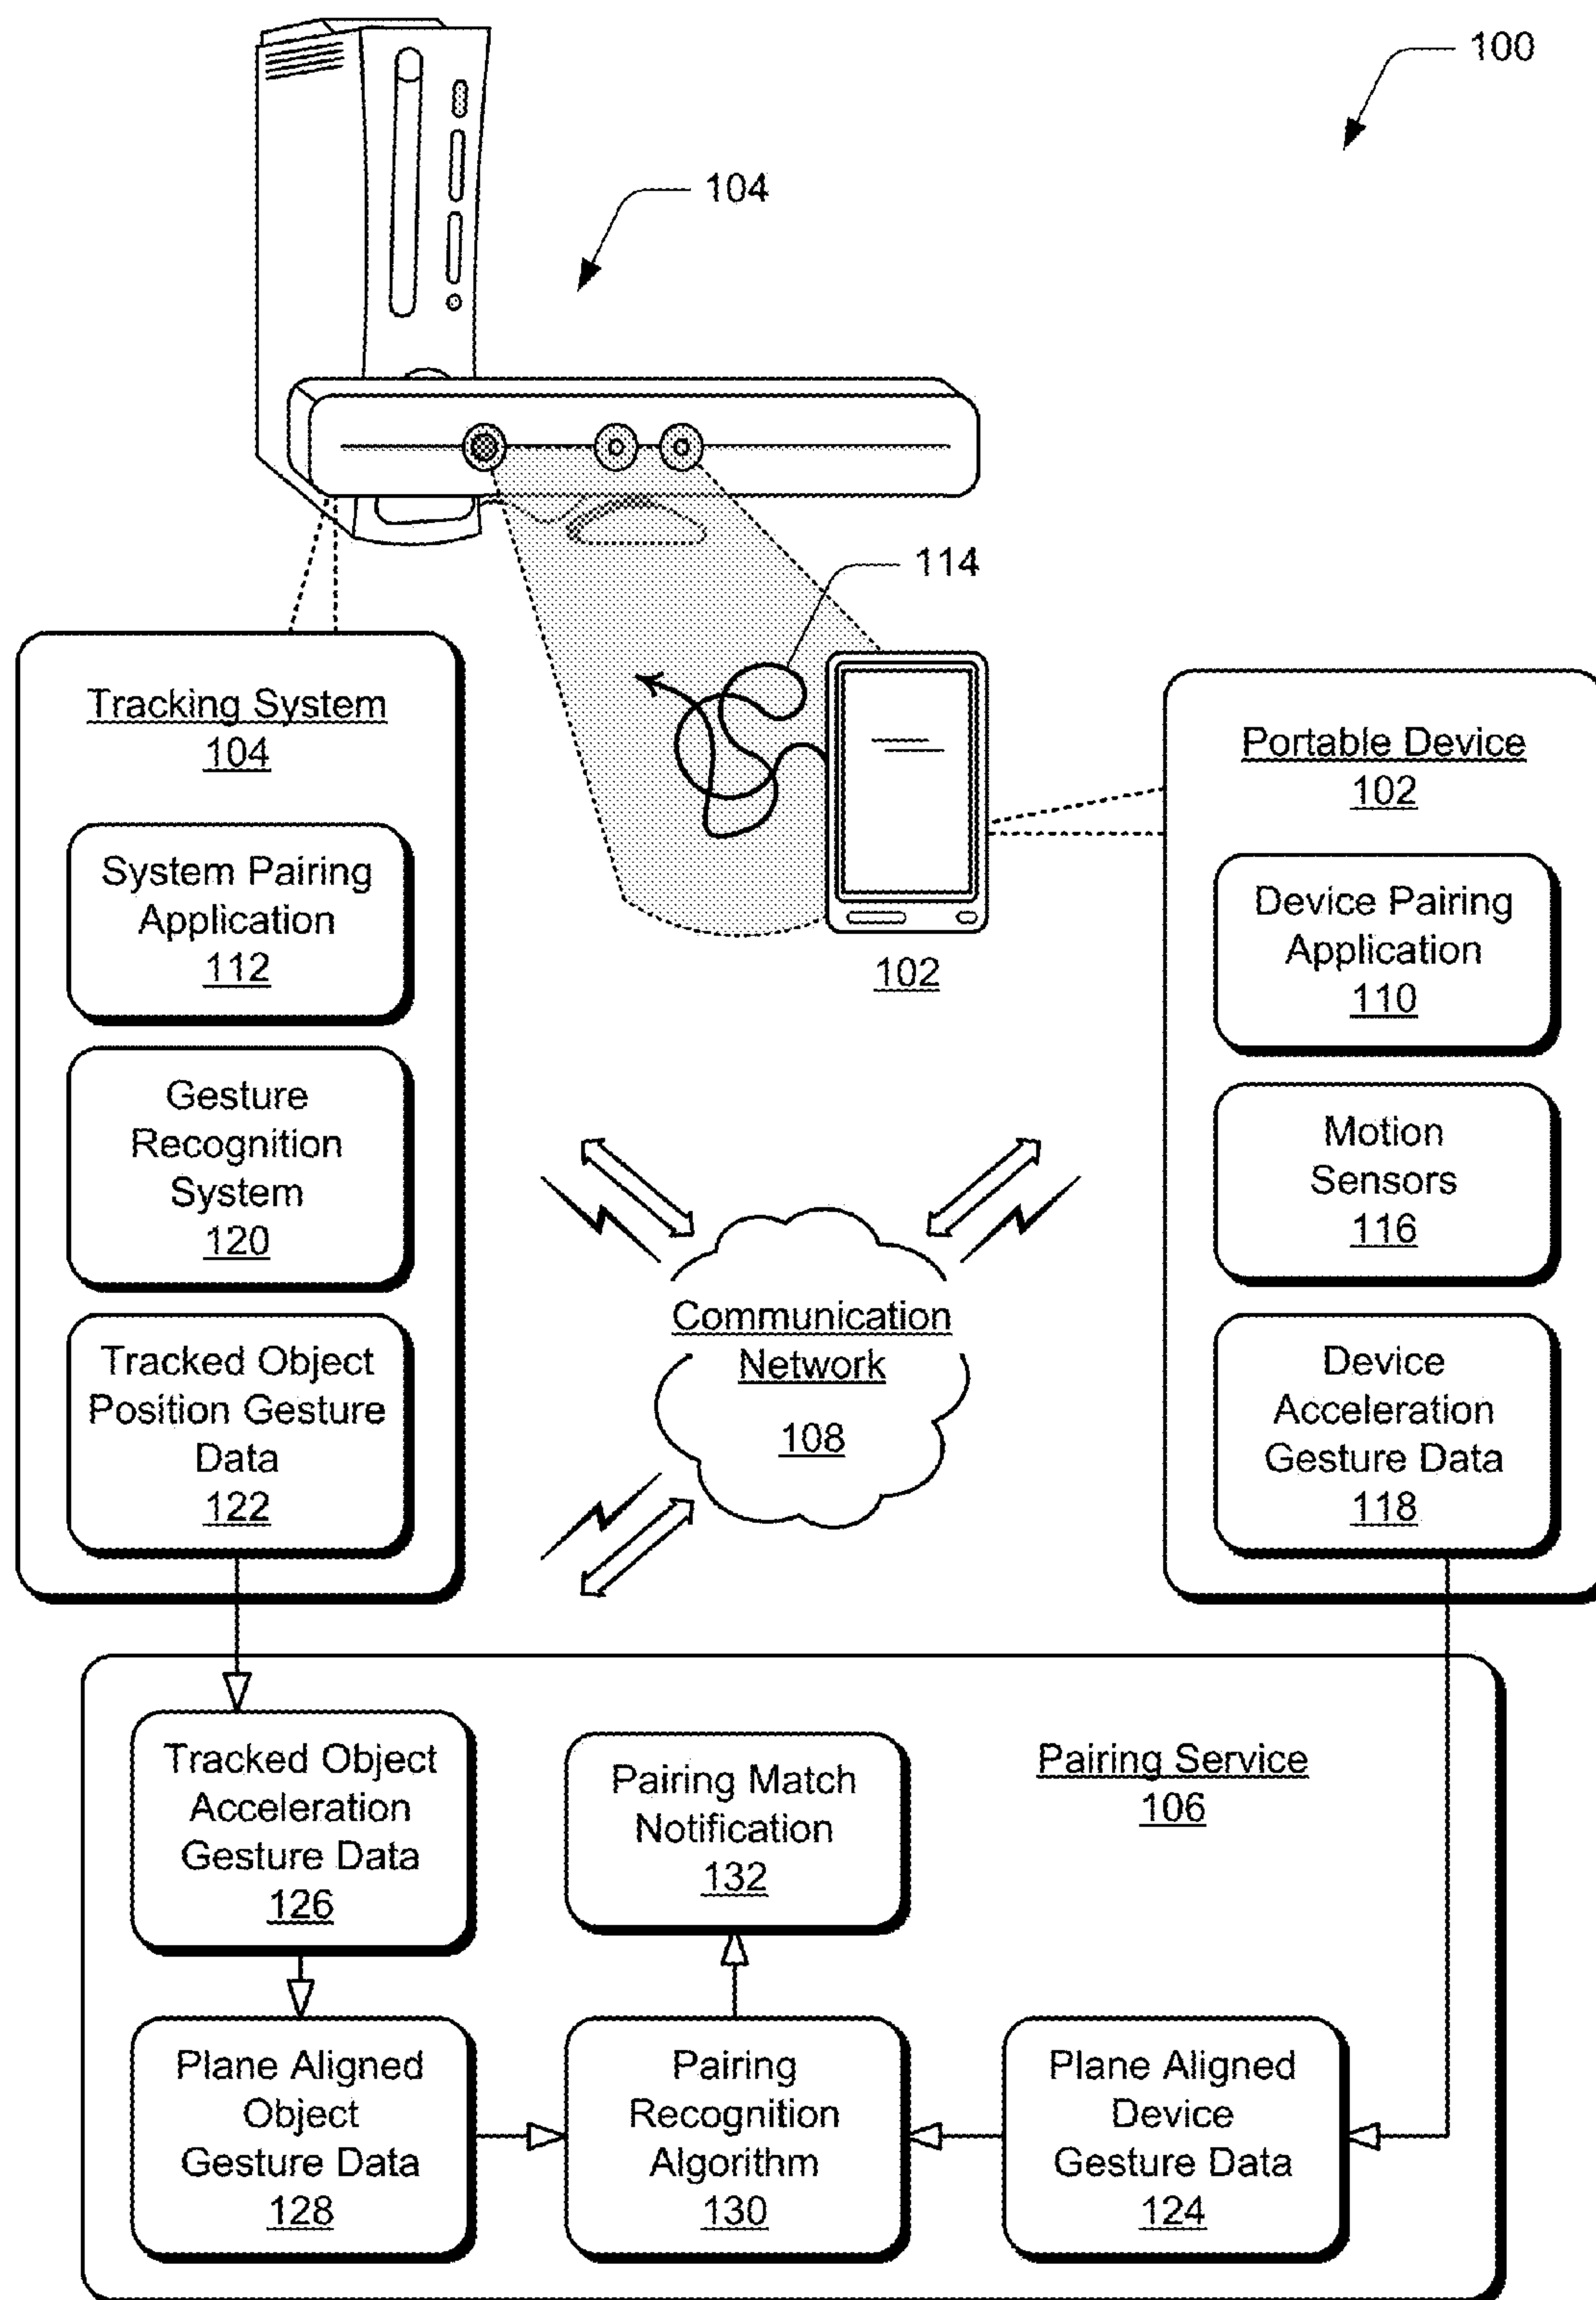 100
104
114
Tracking System
104
System Pairing
Application
112
Gesture
Recognition
System
120
Tracked Object
Position Gesture
Data
122
102
Communication
Network
108
Portable Device
102
Device Pairing
Application
110
Motion
Sensors
116
Device
Acceleration
Gesture Data
118
Pairing Service
106
Tracked Object
Acceleration
Gesture Data
126
Pairing Match
Notification
132
Plane Aligned
Object
Gesture Data
128
Pairing
Recognition
Algorithm
130
Plane Aligned
Device
Gesture Data
124